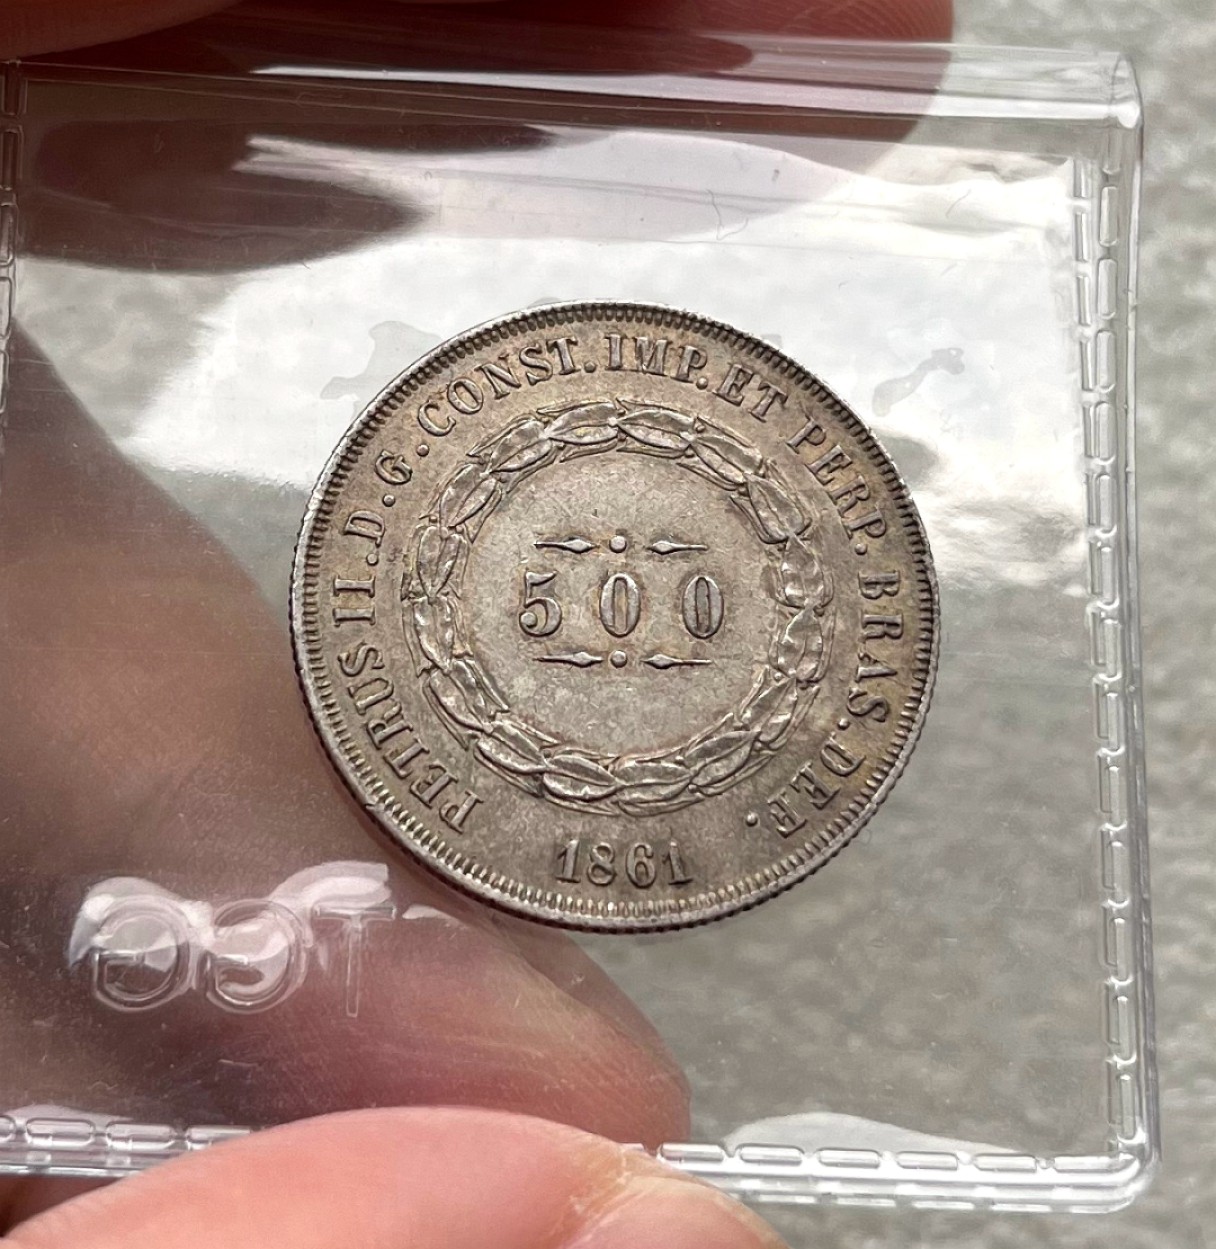 PETRUS II.D.G.CONST.IMP.ET PERP.BRAS.DEF.
500
1861